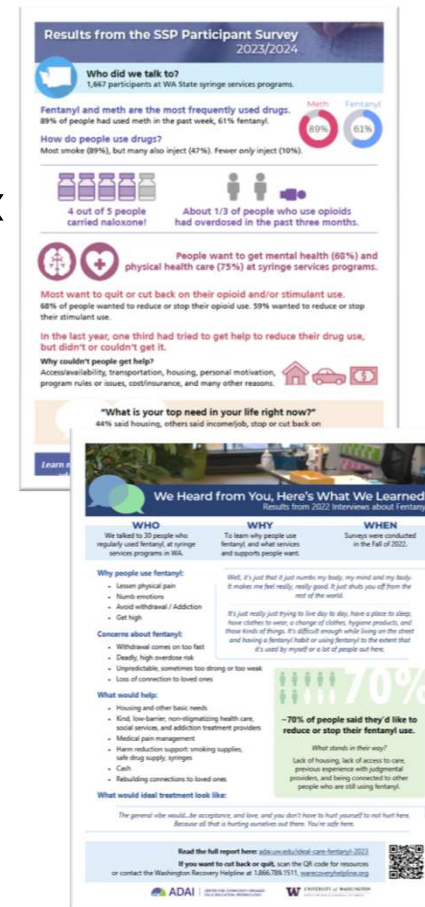 Results from the SSP Participant Survey
2023/2024
Who did we talk to?
1,667 participants at WA State syringe services programs.
Fentanyl and meth are the most frequently used drugs.
89% of people had used meth in the past week, 61% fentanyl.
How do people use drugs?
Most smoke (89%), but many also inject (47%). Fewer only inject (10%).
Meth Fentanyl
89% 61%
4 out of 5 people
carried naloxone!
About 1/3 of people who use opioids
had overdosed in the past three months.
People want to get mental health (68%) and
physical health care (75%) at syringe services programs.
Most want to quit or cut back on their opioid and/or stimulant use.
68% of people wanted to reduce or stop their opioid use. 59% wanted to reduce or stop
their stimulant use.
In the last year, one third had tried to get help to reduce their drug use,
but didn't or couldn't get it.
Why couldn't people get help?
Access/availability, transportation, housing, personal motivation,
program rules or issues, cost/insurance, and many other reasons.
"What is your top need in your life right now?"
44% said housing, others said income/job, stop or cut back on
Learn
We Heard from You, Here's What We Learned
Results from 2022 Interviews about Fentanyl
WHO
We talked to 30 people who
regularly used fentanyl, at syringe
services programs in WA.
WHY
To learn why people use
fentanyl, and what services
and supports people want.
WHEN
Surveys were conducted
in the Fall of 2022.
Why people use fentanyl:
• Lessen physical pain
• Numb emotions
• Avoid withdrawal / Addiction
• Get high
Concerns about fentanyl:
• Withdrawal comes on too fast
• Deadly, high overdose risk
• Unpredictable, sometimes too strong or too weak
• Loss of connection to loved ones
What would help:
• Housing and other basic needs
• Kind, low-barrier, non-stigmatizing health care,
social services, and addiction treatment providers
• Medical pain management
• Harm reduction support: smoking supplies,
safe drug supply, syringes
• Cash
• Rebuilding connections to loved ones
What would ideal treatment look like:
Well, it's just that it just numbs my body, my mind and my body.
It makes me feel really, really good. It just shuts you off from the
rest of the world.
It's just really just trying to live day to day, have a place to sleep,
have clothes to wear, a change of clothes, hygiene products, and
those kinds of things. It's difficult enough while living on the street
and having a fentanyl habit or using fentanyl to the extent that
it's used by myself or a lot of people out here.
70%
~70% of people said they'd like to
reduce or stop their fentanyl use.
What stands in their way?
Lack of housing, lack of access to care,
previous experience with judgmental
providers, and being connected to other
people who are still using fentanyl.
The general vibe would...be acceptance, and love, and you don't have to hurt yourself to not hurt here.
Because all that is hurting ourselves out there. You're safe here.
Read the full report here: adai.uw.edu/ideal-care-fentanyl-2023
If you want to cut back or quit, scan the QR code for resources
or contact the Washington Recovery Helpline at 1.866.789.1511, warecoveryhelpline.org
ADAI
W UNIVERSITY of WASHINGTON